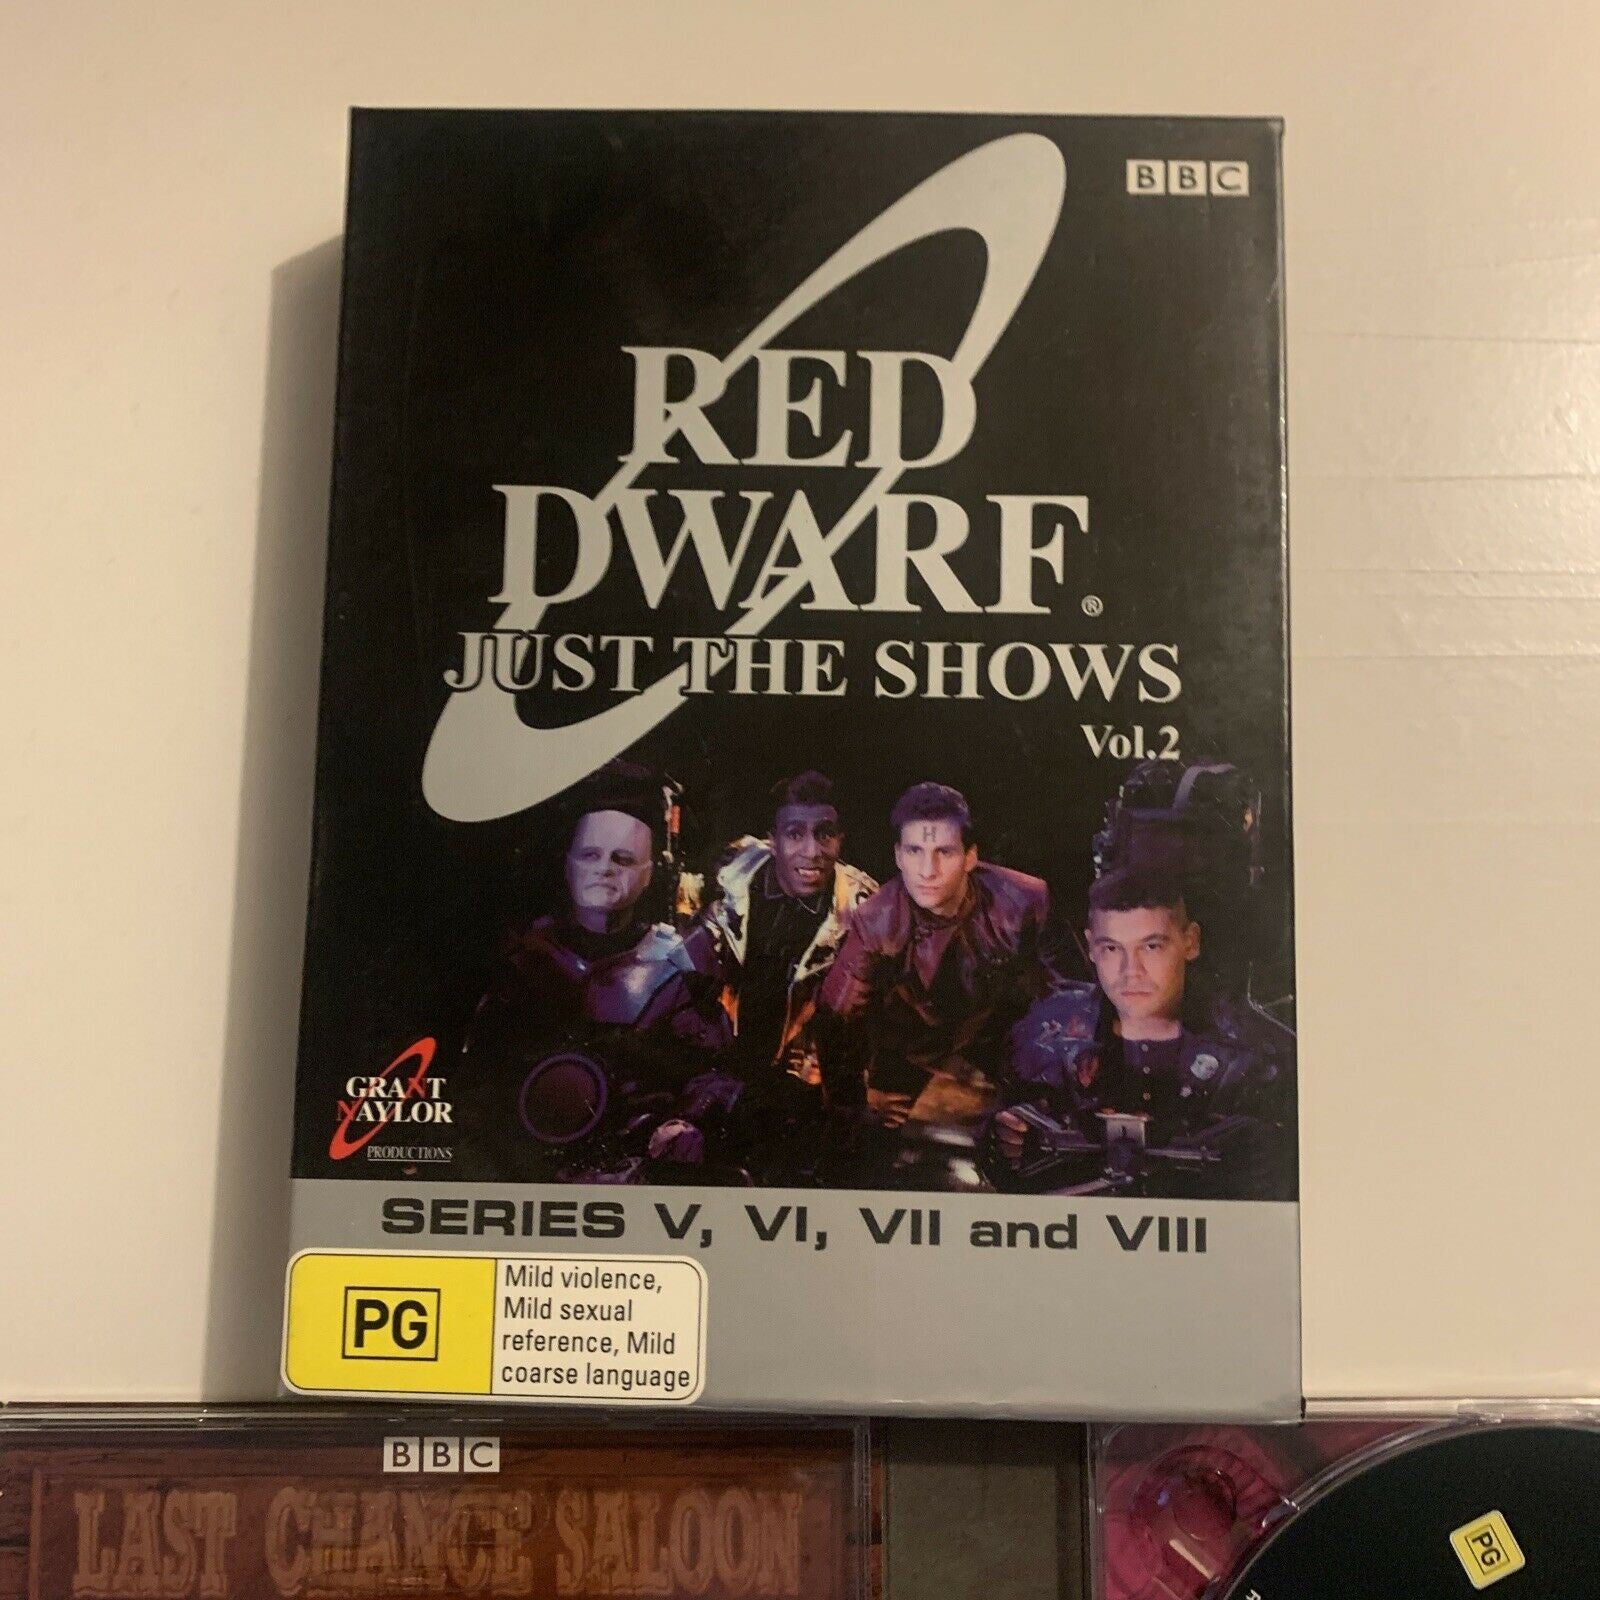 BBC
RED
DWARF®
JUST THE SHOWS
Vol.2
H
GRANT
NAYLOR
PRODUCTIONS
SERIES V, VI, VII and VIII
PG
Mild violence,
Mild sexual
reference, Mild
coarse language
BBC
LAST CHANCE SALOON
PG